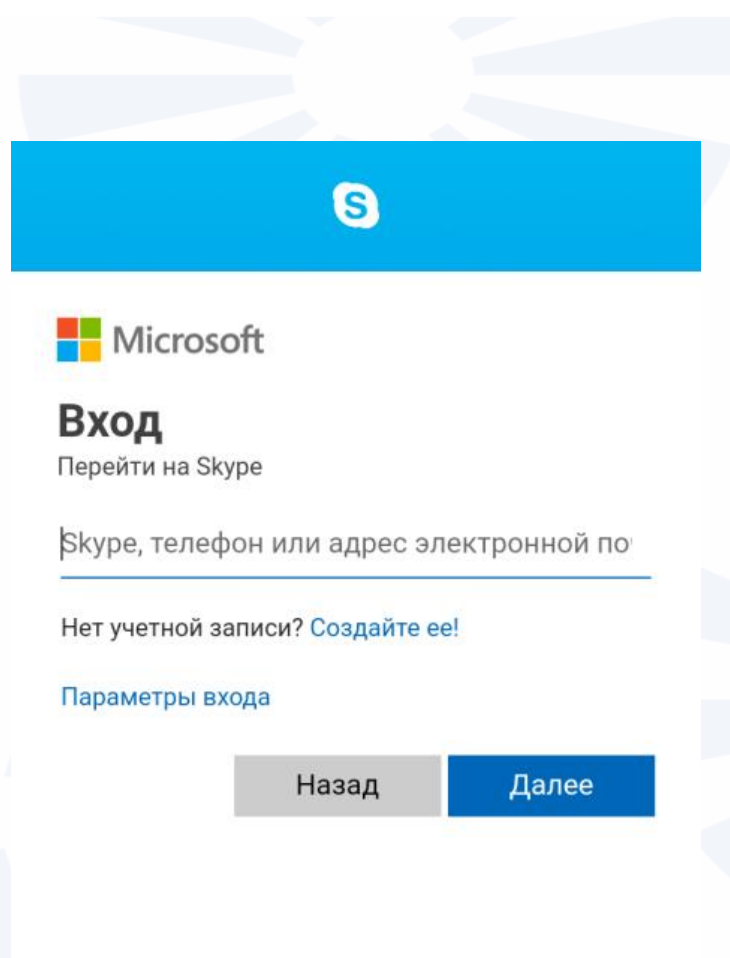 S
Microsoft
Вход
Перейти на Skype
Skype, телефон или адрес электронной по
Нет учетной записи? Создайте ее!
Параметры входа
Назад Далее